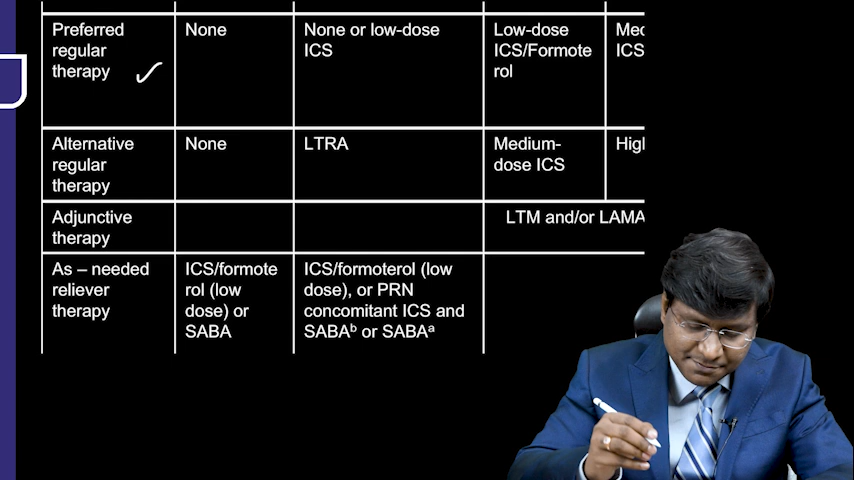 Preferred regular therapy
None
None or low-dose ICS
Low-dose ICS/Formote rol
ICS
Alternative regular therapy
None
LTRA
Medium-dose ICS
Adjunctive therapy
LTM and/or LAMA
As – needed reliever therapy
ICS/formote rol (low dose) or SABA
ICS/formoterol (low dose), or PRN concomitant ICS and SABAᵇ or SABAᵃ